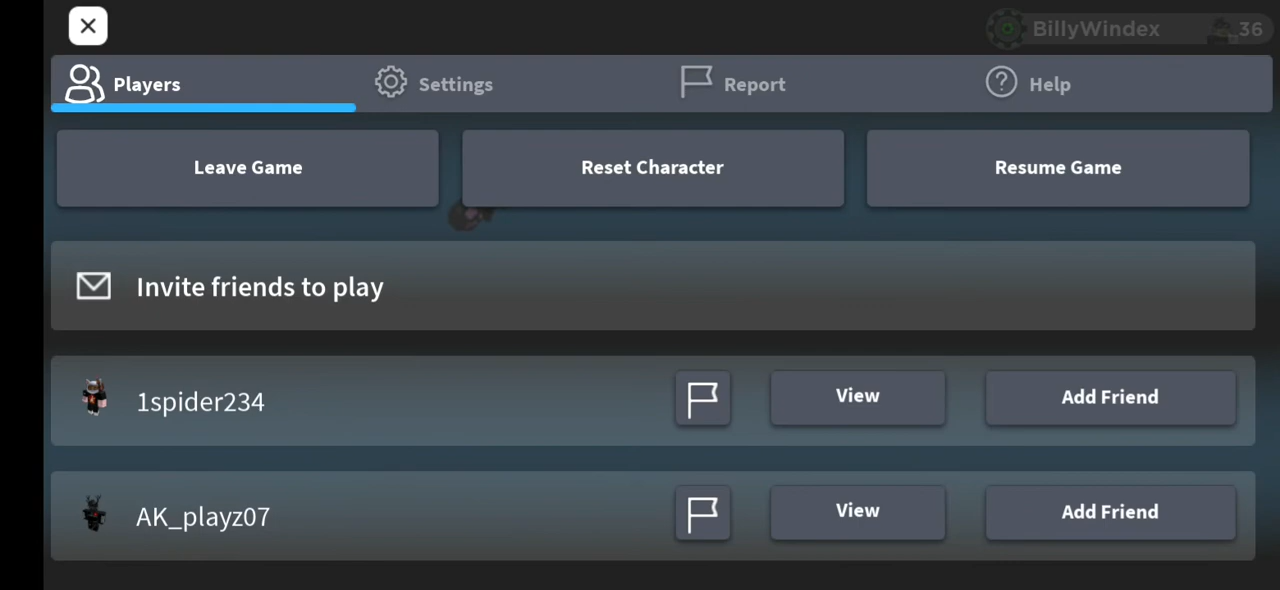 BillyWindex 36
Players Settings Report Help
Leave Game Reset Character Resume Game
Invite friends to play
1spider234 View Add Friend
AK_playz07 View Add Friend